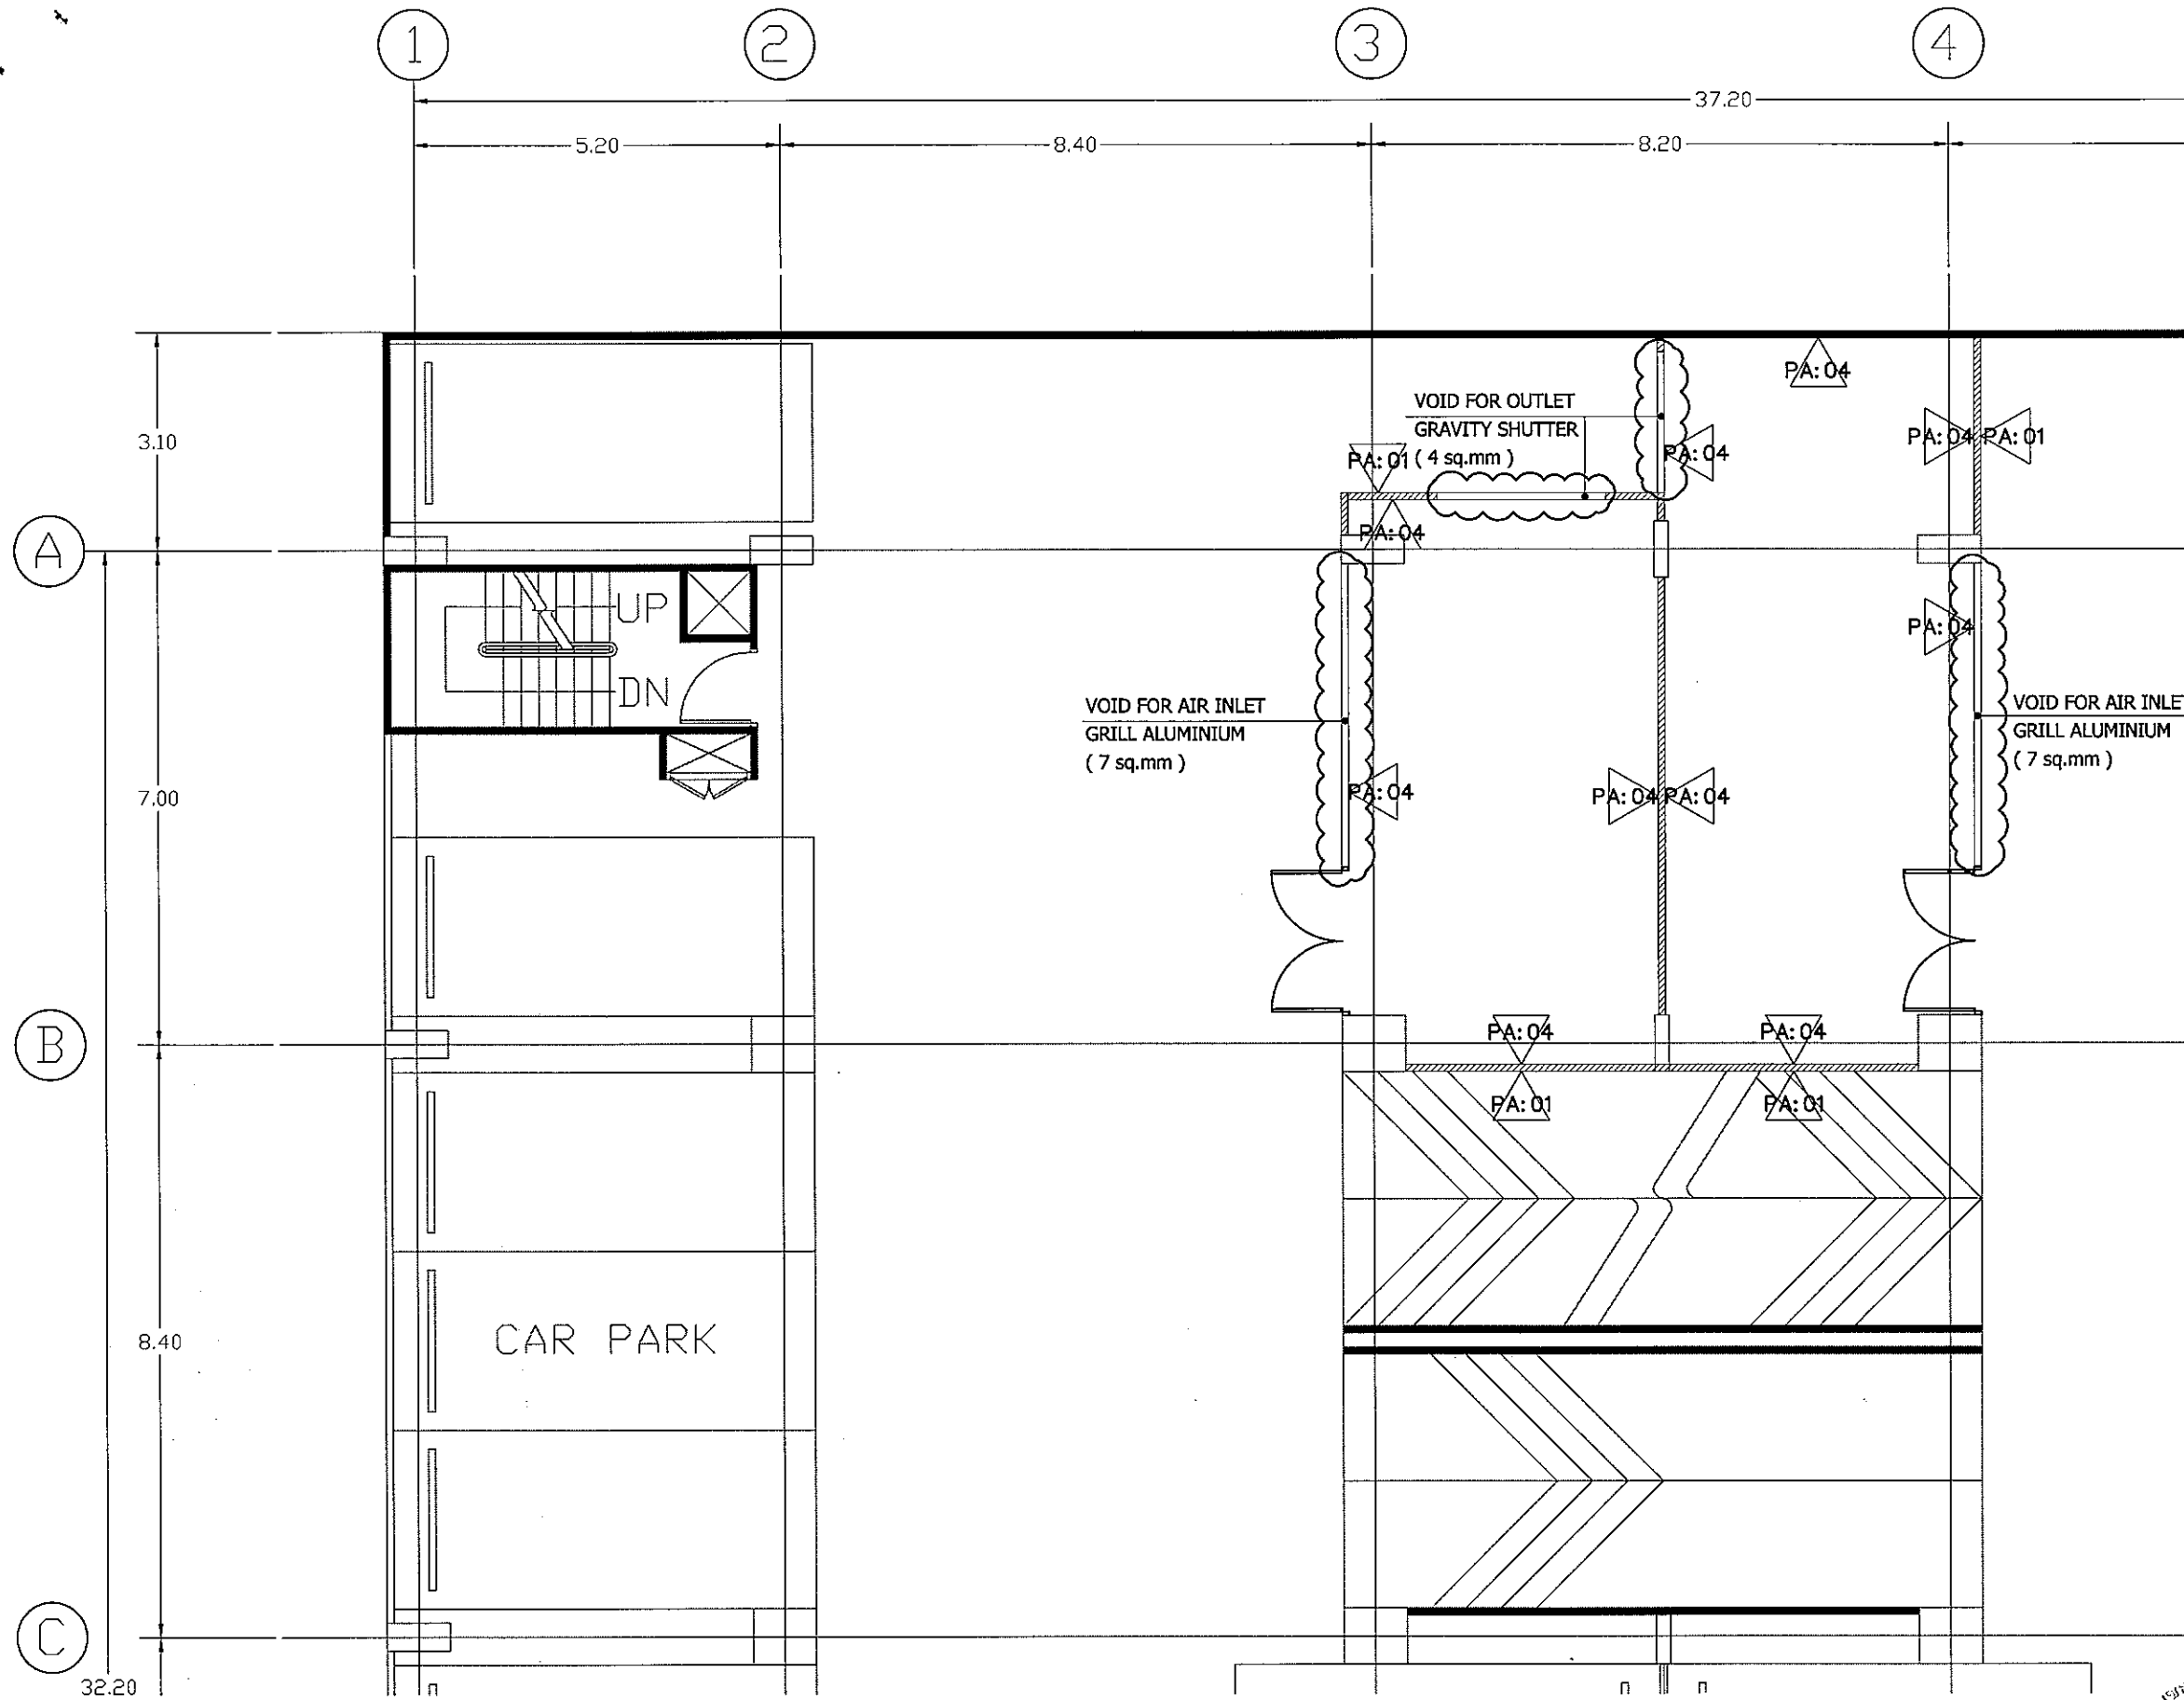 1
2
3
4
37.20
5.20
8.40
8.20
3.10
VOID FOR OUTLET
GRAVITY SHUTTER
( 4 sq.mm )
PA: 01
PA: 04
PA: 04
PA: 04
PA: 04
PA: 01
A
UP
DN
PA: 04
VOID FOR AIR INLET
GRILL ALUMINIUM
( 7 sq.mm )
VOID FOR AIR INLE
GRILL ALUMINIUM
( 7 sq.mm )
7.00
PA: 04
PA: 04
PA: 04
B
PA: 04
PA: 04
PA: 01
PA: 01
8.40
CAR PARK
C
32.20